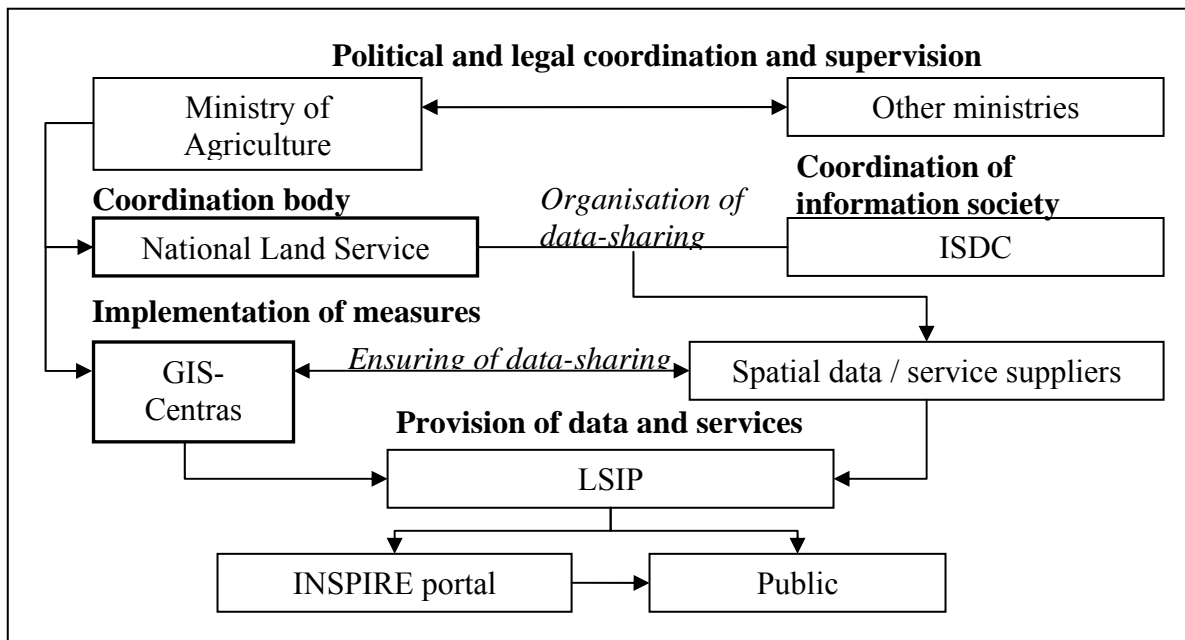 Political and legal coordination and supervision
Ministry of
Agriculture
Other ministries
Coordination body
Organisation of
data-sharing
Coordination of
information society
National Land Service
ISDC
Implementation of measures
GIS-
Centras
Ensuring of data-sharing
Spatial data / service suppliers
Provision of data and services
LSIP
INSPIRE portal
Public